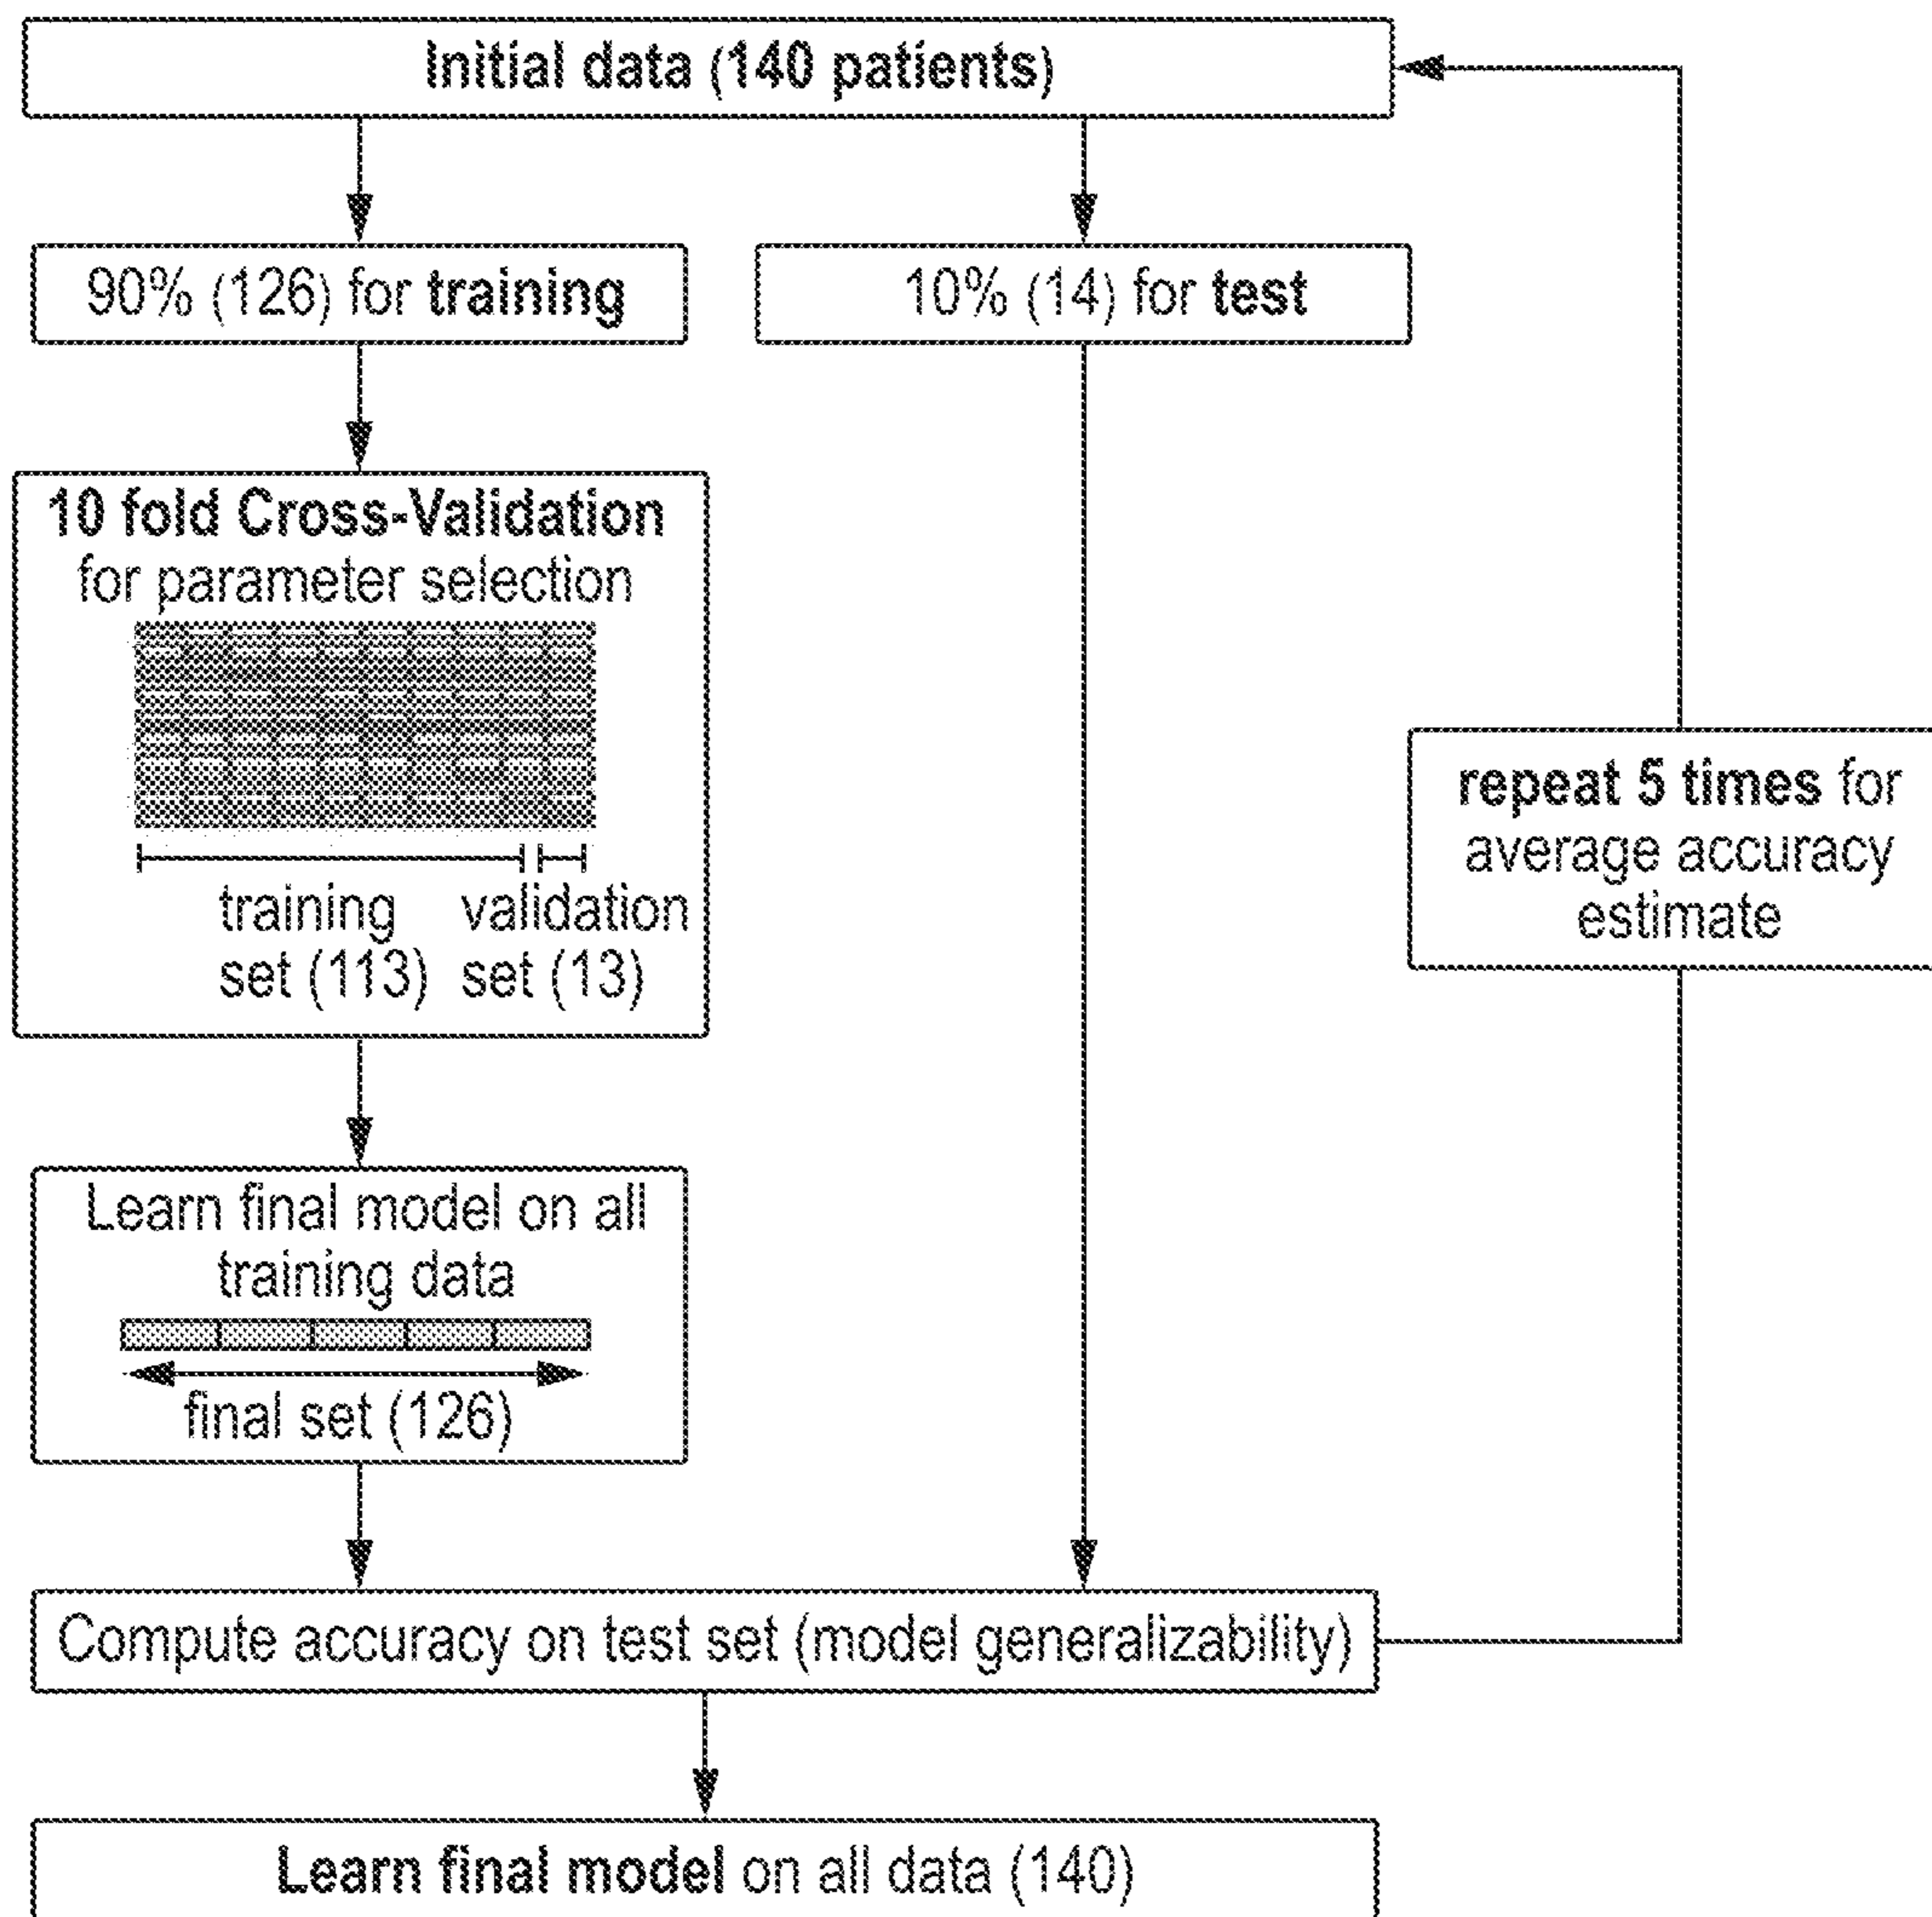 Initial data (140 patients)
90% (126) for training
10% (14) for test
10 fold Cross-Validation
for parameter selection
training
set (113)
validation
set (13)
repeat 5 times for
average accuracy
estimate
Learn final model on all
training data
final set (126)
Compute accuracy on test set (model generalizability)
Learn final model on all data (140)